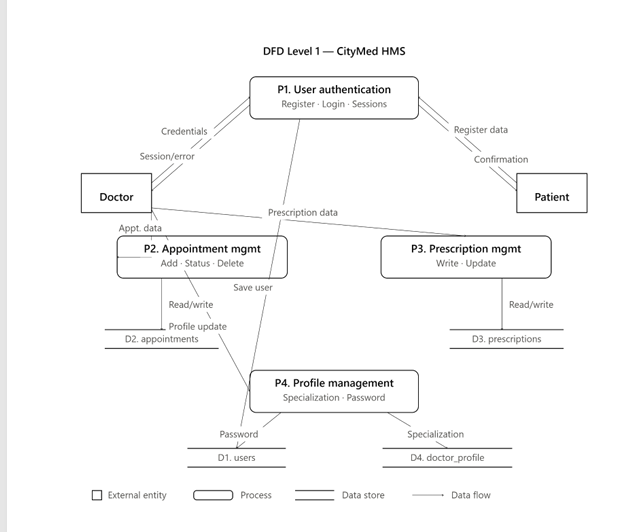 DFD Level 1 — CityMed HMS
P1. User authentication
Register · Login · Sessions
Credentials
Register data
Session/error
Confirmation
Doctor
Patient
Prescription data
Appt. data
P2. Appointment mgmt
Add · Status · Delete
P3. Prescription mgmt
Write · Update
Save user
Read/write
Read/write
Profile update
D2. appointments
D3. prescriptions
P4. Profile management
Specialization · Password
Password
Specialization
D1. users
D4. doctor_profile
External entity
Process
Data store
Data flow